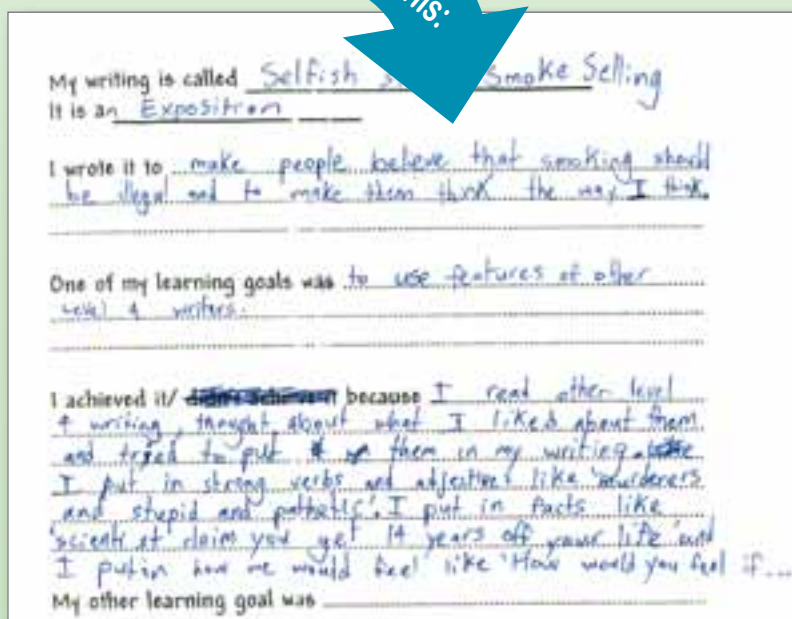 his:
My writing is called Selfish Smoke Selling
It is an Exposition
I wrote it to make people believe that smoking should
be illegal and to make them think the way I think.
One of my learning goals was to use features of other
Level 4 writers.
I achieved it/ didn't achieve it because I read other level
4 writing, thought about what I liked about them
and tried to put them in my writing.
I put in strong verbs and adjectives like 'murderers
and stupid and pathetic'. I put in facts like
'scientist claim you get 14 years off your life' and
I put in how we would feel like 'How would you feel if....
My other learning goal was